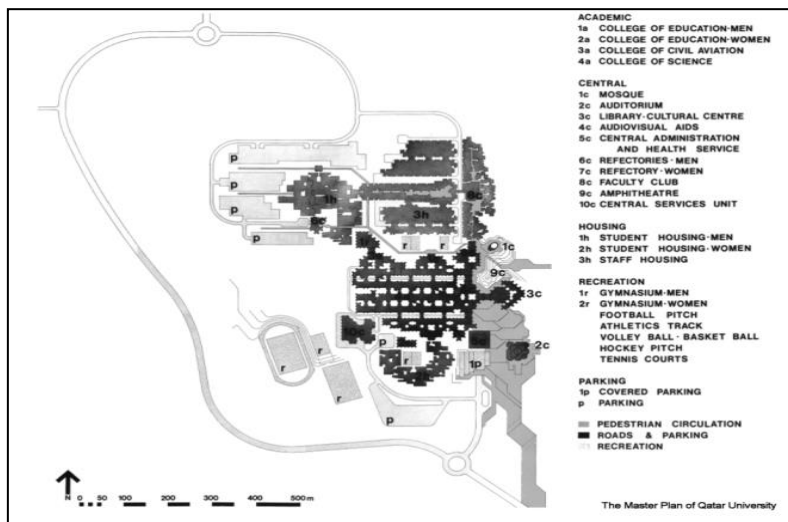 ACADEMIC
1a COLLEGE OF EDUCATION-MEN
2a COLLEGE OF EDUCATION-WOMEN
3a COLLEGE OF CIVIL AVIATION
4a COLLEGE OF SCIENCE
CENTRAL
1c MOSQUE
2c AUDITORIUM
3c LIBRARY-CULTURAL CENTRE
4c AUDIOVISUAL AIDS
5c CENTRAL ADMINISTRATION
AND HEALTH SERVICE
6c REFECTORIES-MEN
7c REFECTORY-WOMEN
8c FACULTY CLUB
9c AMPHITHEATRE
10c CENTRAL SERVICES UNIT
HOUSING
1h STUDENT HOUSING-MEN
2h STUDENT HOUSING-WOMEN
3h STAFF HOUSING
RECREATION
1r GYMNASIUM-MEN
2r GYMNASIUM-WOMEN
FOOTBALL PITCH
ATHLETICS TRACK
VOLLEY BALL-BASKET BALL
HOCKEY PITCH
TENNIS COURTS
PARKING
1p COVERED PARKING
p PARKING
PEDESTRIAN CIRCULATION
ROADS & PARKING
RECREATION
p
p
1h
p
3h
p
r
r
1c
9c
3c
p
r
2c
1p
r
r
r
p
N
0 50 100 200 300 400 500m
The Master Plan of Qatar University